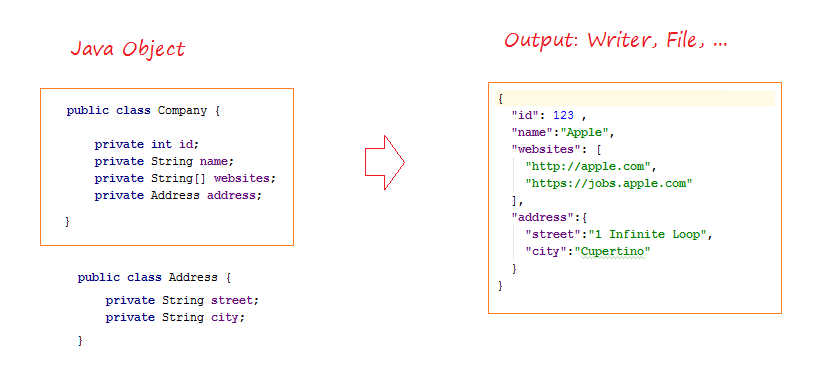 Java Object
public class Company {
private int id;
private String name;
private String[] websites;
private Address address;
}
public class Address {
private String street;
private String city;
}
Output: Writer, File, ...
{
"id": 123 ,
"name":"Apple",
"websites": [
"http://apple.com",
"https://jobs.apple.com"
],
"address":{
"street":"1 Infinite Loop",
"city":"Cupertino"
}
}